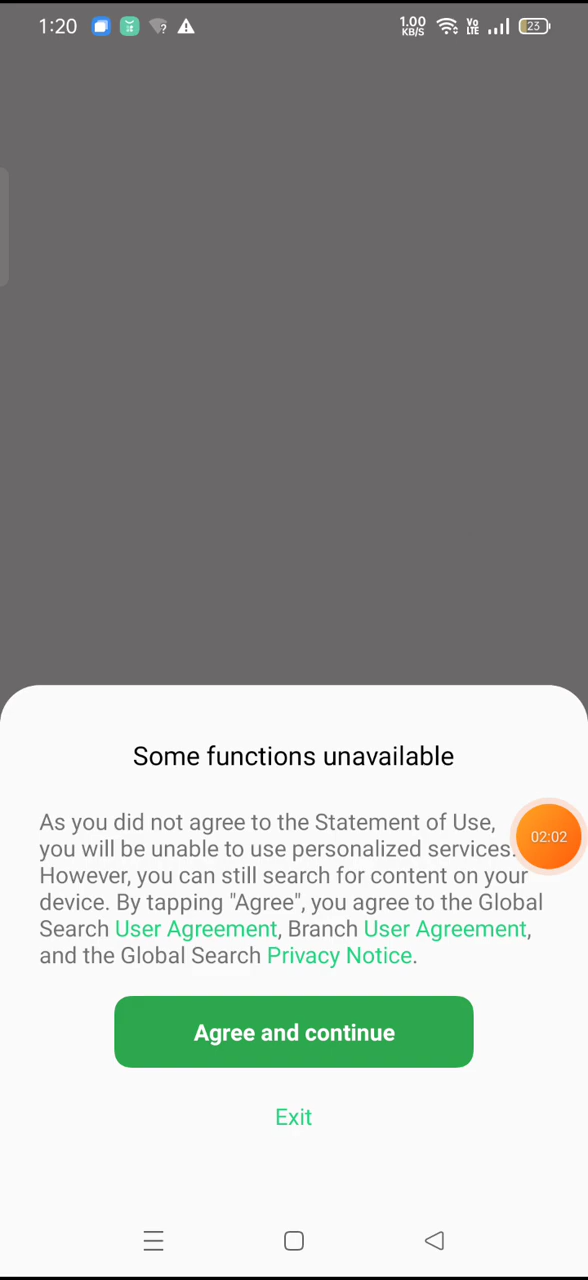 1:20 ? 1.00 KB/S Vo LTE 23
Some functions unavailable
As you did not agree to the Statement of Use,
you will be unable to use personalized services.
However, you can still search for content on your
device. By tapping "Agree", you agree to the Global
Search User Agreement, Branch User Agreement,
and the Global Search Privacy Notice.
02:02
Agree and continue
Exit